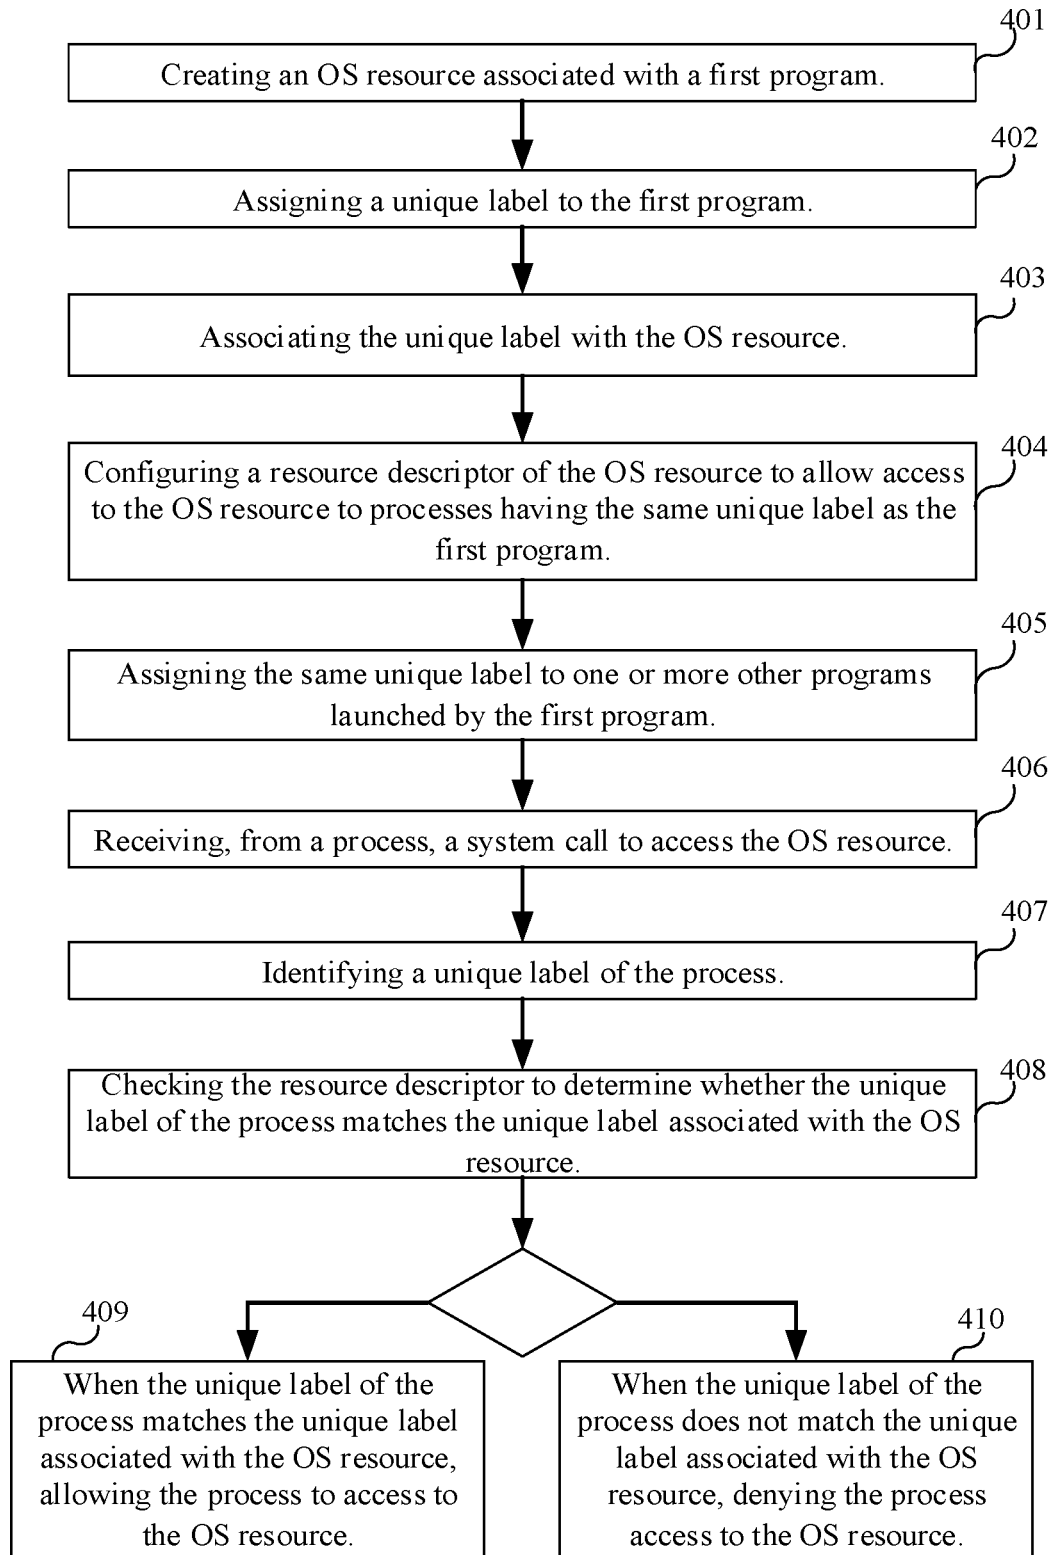 401
Creating an OS resource associated with a first program.
402
Assigning a unique label to the first program.
403
Associating the unique label with the OS resource.
404
Configuring a resource descriptor of the OS resource to allow access
to the OS resource to processes having the same unique label as the
first program.
405
Assigning the same unique label to one or more other programs
launched by the first program.
406
Receiving, from a process, a system call to access the OS resource.
407
Identifying a unique label of the process.
408
Checking the resource descriptor to determine whether the unique
label of the process matches the unique label associated with the OS
resource.
409
When the unique label of the
process matches the unique label
associated with the OS resource,
allowing the process to access to
the OS resource.
410
When the unique label of the
process does not match the unique
label associated with the OS
resource, denying the process
access to the OS resource.